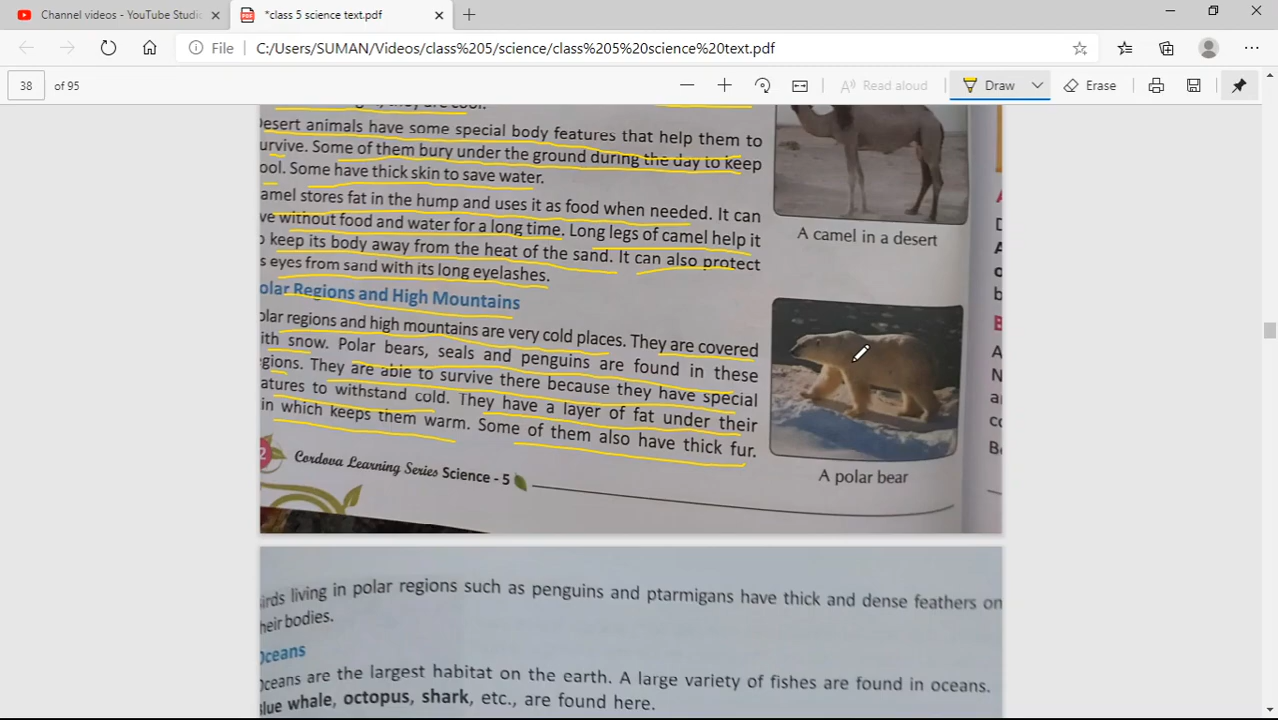 Channel videos - YouTube Studi
*class 5 science text.pdf
File C:/Users/SUMAN/Videos/class%205/science/class%205%20science%20text.pdf
38 of 95
Read aloud
Draw
Erase
they are cool.
Desert animals have some special body features that help them to
urvive. Some of them bury under the ground during the day to keep
ool. Some have thick skin to save water.
amel stores fat in the hump and uses it as food when needed. It can
ve without food and water for a long time. Long legs of camel help it
o keep its body away from the heat of the sand. It can also protect
s eyes from sand with its long eyelashes.
A camel in a desert
olar Regions and High Mountains
olar regions and high mountains are very cold places. They are covered
ith snow. Polar bears, seals and penguins are found in these
egions. They are able to survive there because they have special
atures to withstand cold. They have a layer of fat under their
in which keeps them warm. Some of them also have thick fur.
A polar bear
2 Cordova Learning Series Science - 5
irds living in polar regions such as penguins and ptarmigans have thick and dense feathers on
heir bodies.
Oceans
Oceans are the largest habitat on the earth. A large variety of fishes are found in oceans.
Blue whale, octopus, shark, etc., are found here.